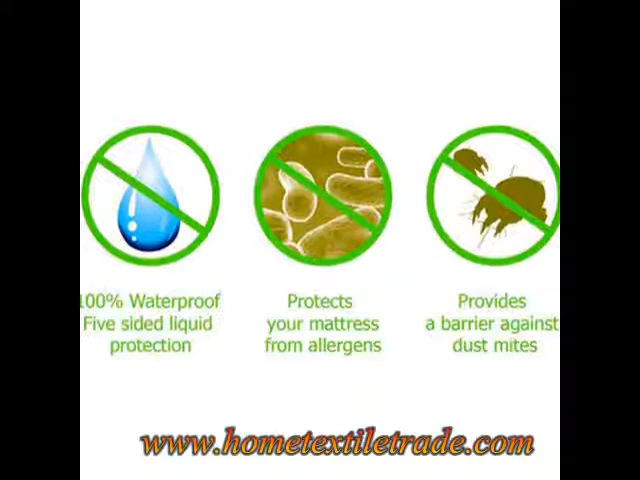 100% Waterproof
Five sided liquid
protection
Protects
your mattress
from allergens
Provides
a barrier against
dust mites
www.hometextiletrade.com